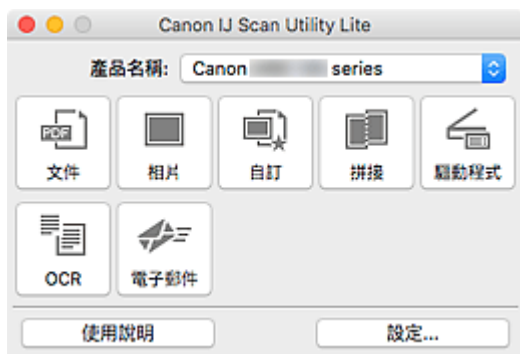 Canon IJ Scan Utility Lite
產品名稱: Canon series
PDF
文件 相片 自訂 拼接 驅動程式
OCR 電子郵件
使用說明 設定...